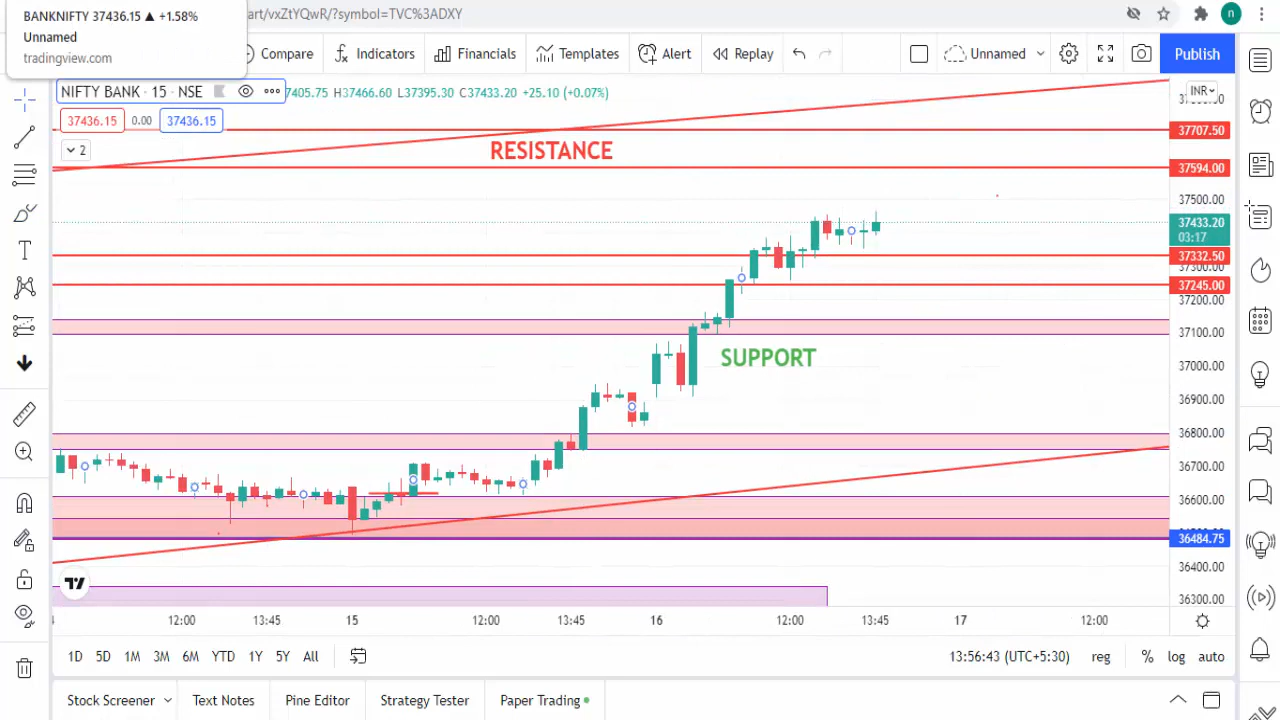 BANKNIFTY 37436.15 ▲ +1.58%
Unnamed
tradingview.com
art/vxZtYQwR/?symbol=TVC%3ADXY
n
Compare
Indicators
Financials
Templates
Alert
Replay
Unnamed
Publish
NIFTY BANK · 15 · NSE
37405.75 H37466.60 L37395.30 C37433.20 +25.10 (+0.07%)
INR
37436.15 0.00 37436.15
2
37707.50
RESISTANCE
37594.00
37500.00
37433.20
03:17
37332.50
37300.00
37245.00
37200.00
37100.00
SUPPORT
37000.00
36900.00
36800.00
36700.00
36600.00
36484.75
36400.00
36300.00
12:00 13:45 15 12:00 13:45 16 12:00 13:45 17 12:00
1D 5D 1M 3M 6M YTD 1Y 5Y All
13:56:43 (UTC+5:30) reg % log auto
Stock Screener Text Notes Pine Editor Strategy Tester Paper Trading